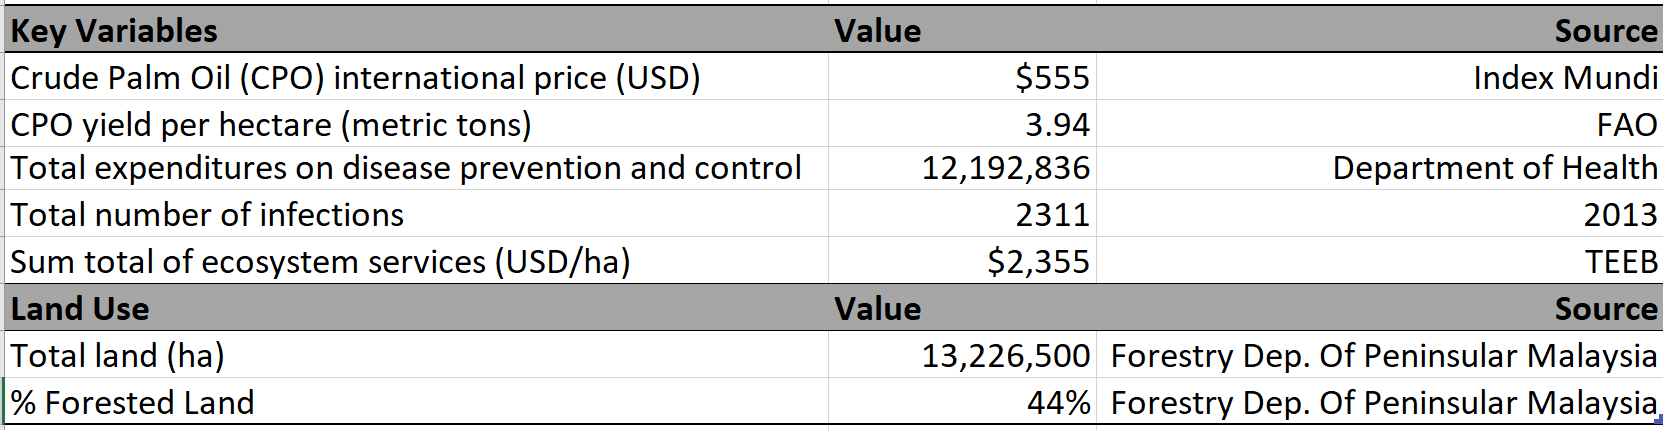 Key Variables Value Source
Crude Palm Oil (CPO) international price (USD) $555 Index Mundi
CPO yield per hectare (metric tons) 3.94 FAO
Total expenditures on disease prevention and control 12,192,836 Department of Health
Total number of infections 2311 2013
Sum total of ecosystem services (USD/ha) $2,355 TEEB
Land Use Value Source
Total land (ha) 13,226,500 Forestry Dep. Of Peninsular Malaysia
% Forested Land 44% Forestry Dep. Of Peninsular Malaysia